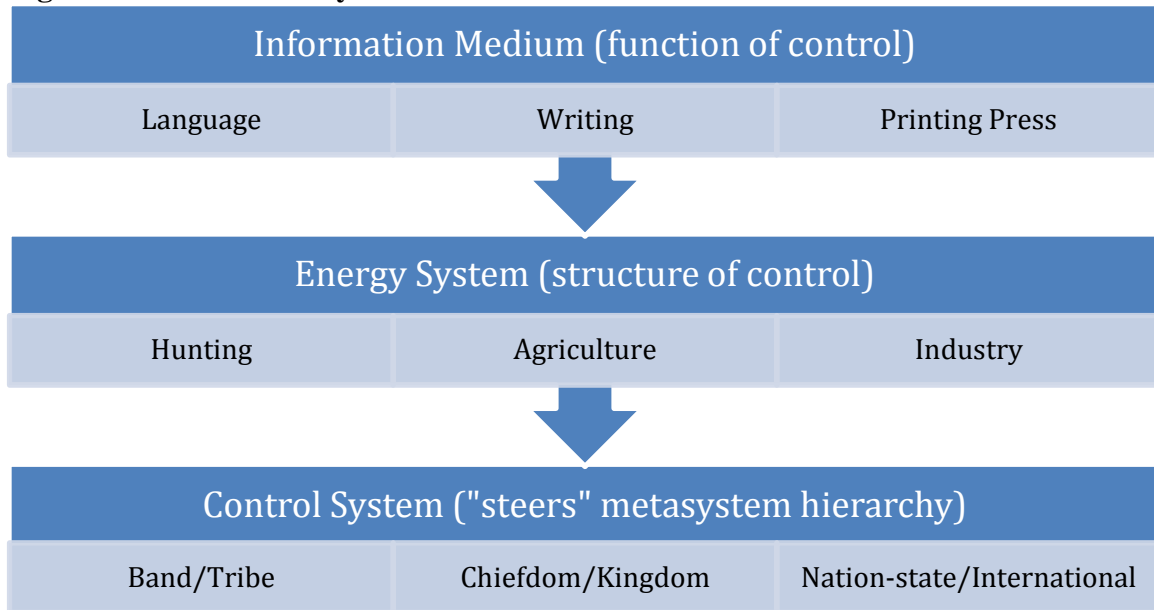 Information Medium (function of control)
Language Writing Printing Press
Energy System (structure of control)
Hunting Agriculture Industry
Control System ("steers" metasystem hierarchy)
Band/Tribe Chiefdom/Kingdom Nation-state/International